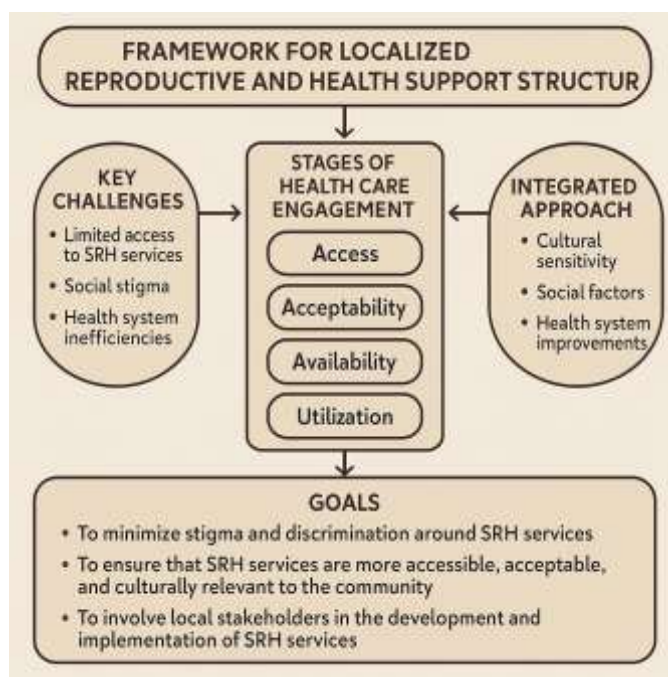 FRAMEWORK FOR LOCALIZED
REPRODUCTIVE AND HEALTH SUPPORT STRUCTUR
KEY
CHALLENGES
• Limited access
to SRH services
• Social stigma
• Health system
inefficiencies
STAGES OF
HEALTH CARE
ENGAGEMENT
Access
Acceptability
Availability
Utilization
INTEGRATED
APPROACH
• Cultural
sensitivity
• Social factors
• Health system
improvements
GOALS
• To minimize stigma and discrimination around SRH services
• To ensure that SRH services are more accessible, acceptable,
and culturally relevant to the community
• To involve local stakeholders in the development and
implementation of SRH services